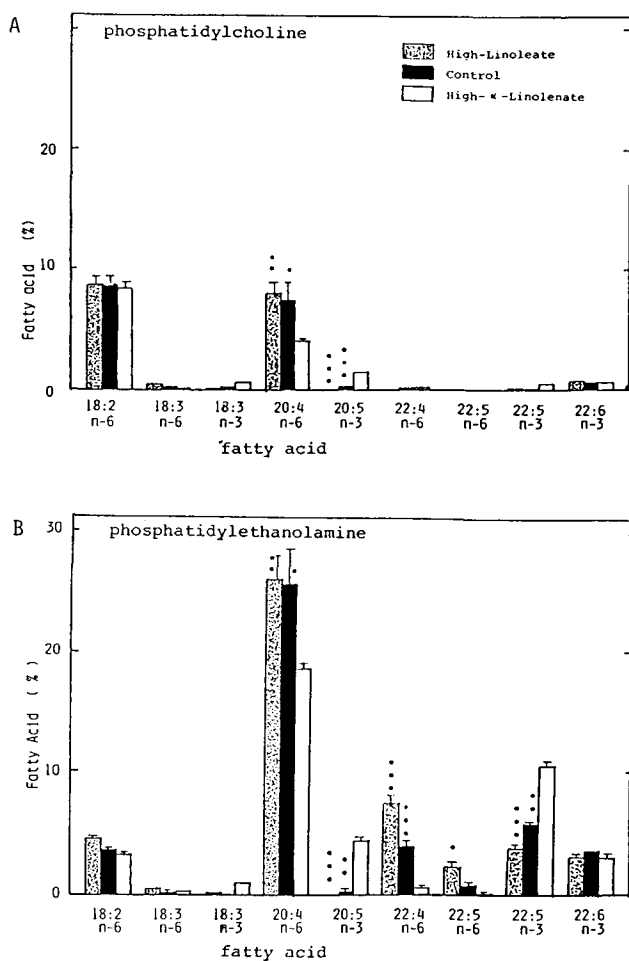 A
phosphatidylcholine
High-Linoleate
Control
High-α-Linolenate
20
10
0
Fatty acid (%)
18:2 18:3 18:3 20:4 20:5 22:4 22:5 22:5 22:6
n-6 n-6 n-3 n-6 n-3 n-6 n-6 n-3 n-3
fatty acid
B
phosphatidylethanolamine
30
20
10
0
Fatty Acid (%)
18:2 18:3 18:3 20:4 20:5 22:4 22:5 22:5 22:6
n-6 n-6 n-3 n-6 n-3 n-6 n-6 n-3 n-3
fatty acid